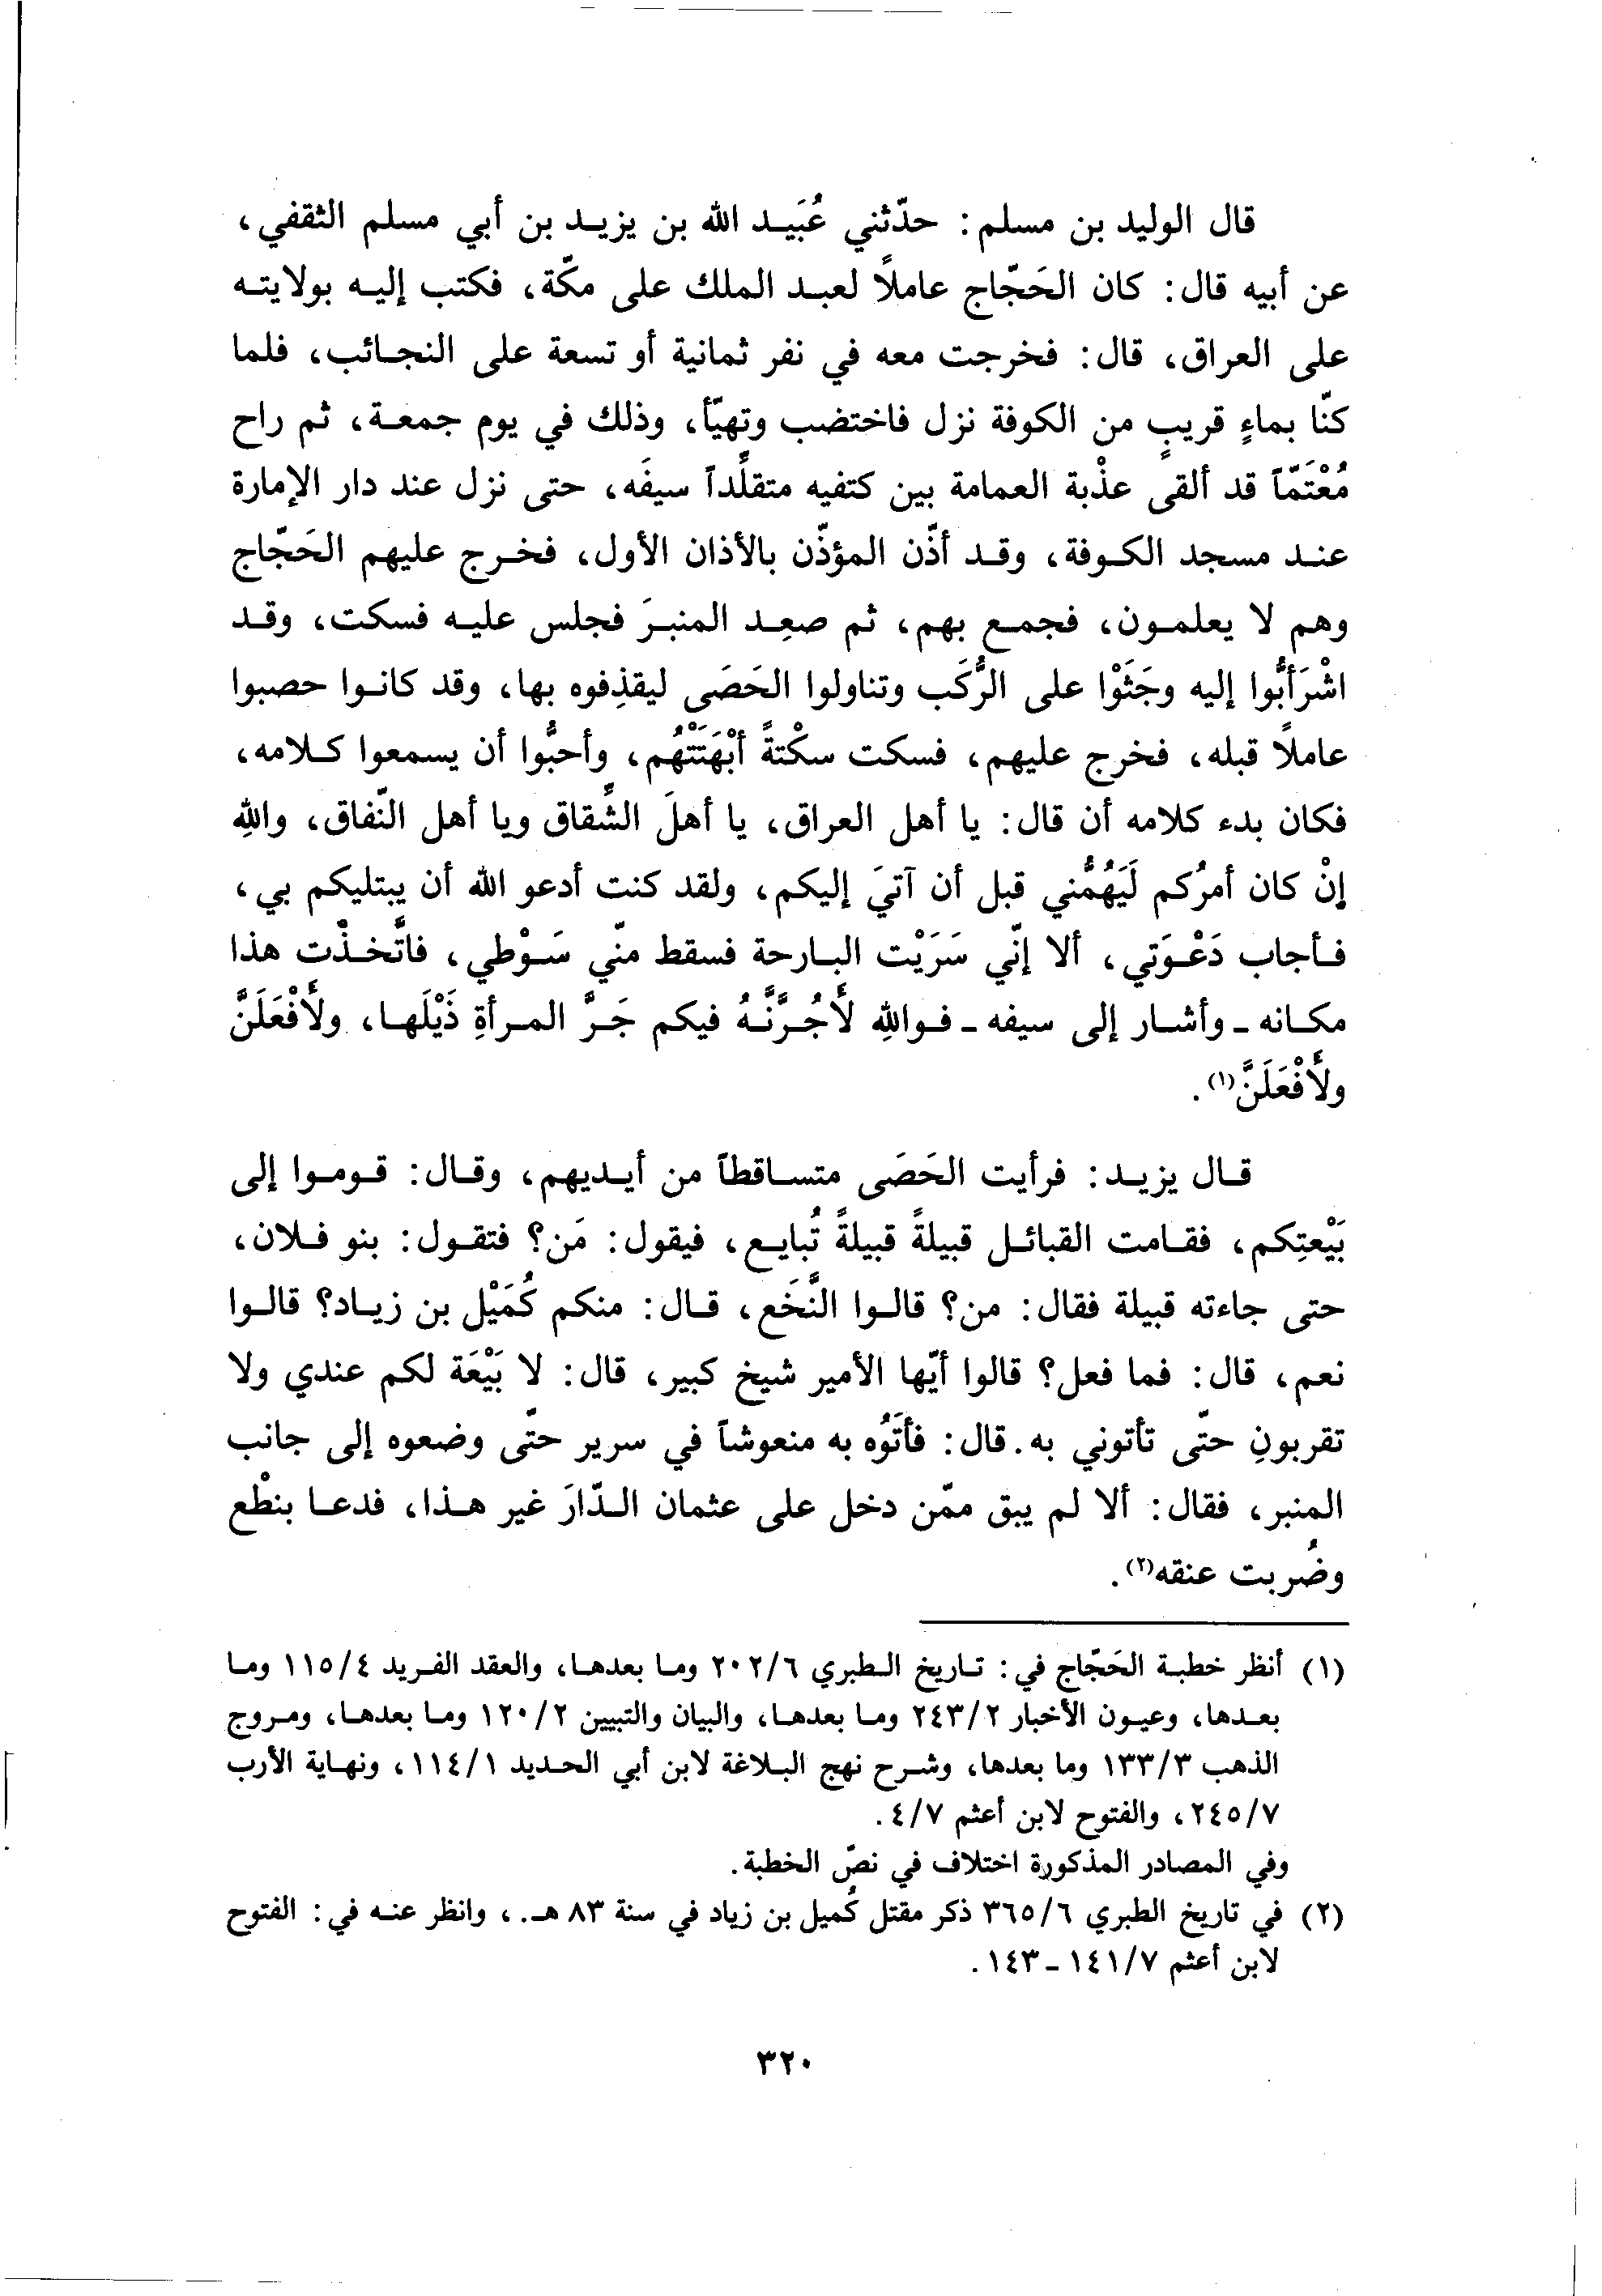 قال الوليد بن مسلم: حدّثني عُبَيد الله بن يزيد بن أبي مسلم الثقفي،
عن أبيه قال: كان الحَجّاج عاملاً لعبد الملك على مكّة، فكتب إليه بولايته
على العراق، قال: فخرجت معه في نفر ثمانية أو تسعة على النجائب، فلما
كنّا بماءٍ قريبٍ من الكوفة نزل فاختضب وتهيّأ، وذلك في يوم جمعة، ثم راح
مُعْتَمّاً قد ألقى عذْبة العمامة بين كتفيه متقلِّداً سيفَه، حتى نزل عند دار الإمارة
عند مسجد الكوفة، وقد أذّن المؤذّن بالأذان الأول، فخرج عليهم الحَجّاج
وهم لا يعلمون، فجمع بهم، ثم صعِد المنبرَ فجلس عليه فسكت، وقد
اشْرَأَبُّوا إليه وجَثَوْا على الرُّكَب وتناولوا الحَصَى ليقذِفوه بها، وقد كانوا حصبوا
عاملاً قبله، فخرج عليهم، فسكت سكْتةً أبْهَتَتْهُم، وأحبُّوا أن يسمعوا كلامه،
فكان بدء كلامه أن قال: يا أهل العراق، يا أهلَ الشِّقاق ويا أهل النّفاق، واللهِ
إنْ كان أمرُكم لَيَهُمُّني قبل أن آتيَ إليكم، ولقد كنت أدعو الله أن يبتليكم بي،
فأجاب دَعْوَتي، ألا إنّي سَرَيْت البارحة فسقط منّي سَوْطي، فاتَّخذْت هذا
مكانه ـ وأشار إلى سيفه ـ فواللهِ لَأَجُرَّنَّهُ فيكم جَرَّ المرأةِ ذَيْلَها، ولَأَفْعَلَنَّ
ولَأَفْعَلَنَّ(١).
قال يزيد: فرأيت الحَصَى متساقطاً من أيديهم، وقال: قوموا إلى
بَيْعتِكم، فقامت القبائل قبيلةً قبيلةً تُبايع، فيقول: مَن؟ فتقول: بنو فلان،
حتى جاءته قبيلة فقال: من؟ قالوا النَّخَع، قال: منكم كُمَيْل بن زياد؟ قالوا
نعم، قال: فما فعل؟ قالوا أيّها الأمير شيخ كبير، قال: لا بَيْعَة لكم عندي ولا
تقربونِ حتّى تأتوني به. قال: فأتَوُه به منعوشاً في سرير حتّى وضعوه إلى جانب
المنبر، فقال: ألا لم يبق ممّن دخل على عثمان الدّارَ غير هذا، فدعا بنطْع
وضُربت عنقه(٢).
(١) أنظر خطبة الحَجّاج في: تاريخ الطبري ٢٠٢/٦ وما بعدها، والعقد الفريد ١١٥/٤ وما
بعدها، وعيون الأخبار ٢٤٣/٢ وما بعدها، والبيان والتبيين ١٢٠/٢ وما بعدها، ومروج
الذهب ١٣٣/٣ وما بعدها، وشرح نهج البلاغة لابن أبي الحديد ١١٤/١، ونهاية الأرب
٢٤٥/٧، والفتوح لابن أعثم ٤/٧.
وفي المصادر المذكورة اختلاف في نصّ الخطبة.
(٢) في تاريخ الطبري ٣٦٥/٦ ذكر مقتل كُميل بن زياد في سنة ٨٣ هـ.، وانظر عنه في: الفتوح
لابن أعثم ١٤١/٧ ـ ١٤٣.
٣٢٠